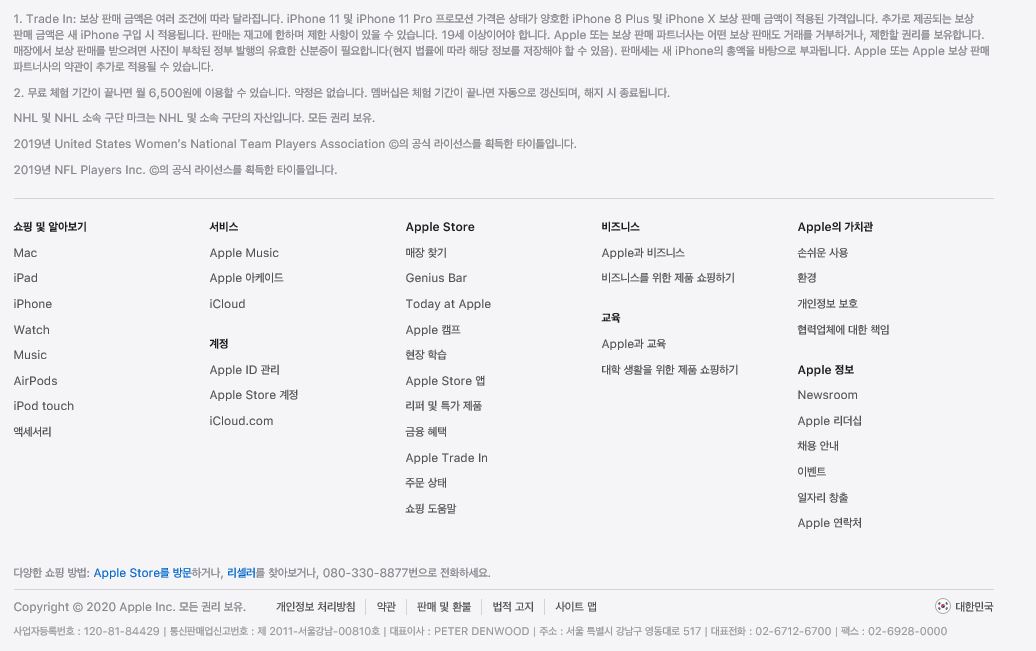 1. Trade In: 보상 판매 금액은 여러 조건에 따라 달라집니다. iPhone 11 및 iPhone 11 Pro 프로모션 가격은 상태가 양호한 iPhone 8 Plus 및 iPhone X 보상 판매 금액이 적용된 가격입니다. 추가로 제공되는 보상
판매 금액은 새 iPhone 구입 시 적용됩니다. 판매는 재고에 한하며 제한 사항이 있을 수 있습니다. 19세 이상이어야 합니다. Apple 또는 보상 판매 파트너사는 어떤 보상 판매도 거래를 거부하거나, 제한할 권리를 보유합니다.
매장에서 보상 판매를 받으려면 사진이 부착된 정부 발행의 유효한 신분증이 필요합니다(현지 법률에 따라 해당 정보를 저장해야 할 수 있음). 판매세는 새 iPhone의 총액을 바탕으로 부과됩니다. Apple 또는 Apple 보상 판매
파트너사의 약관이 추가로 적용될 수 있습니다.
2. 무료 체험 기간이 끝나면 월 6,500원에 이용할 수 있습니다. 약정은 없습니다. 멤버십은 체험 기간이 끝나면 자동으로 갱신되며, 해지 시 종료됩니다.
NHL 및 NHL 소속 구단 마크는 NHL 및 소속 구단의 자산입니다. 모든 권리 보유.
2019년 United States Women's National Team Players Association ©의 공식 라이선스를 획득한 타이틀입니다.
2019년 NFL Players Inc. ©의 공식 라이선스를 획득한 타이틀입니다.
쇼핑 및 알아보기
Mac
iPad
iPhone
Watch
Music
AirPods
iPod touch
액세서리
서비스
Apple Music
Apple 아케이드
iCloud
계정
Apple ID 관리
Apple Store 계정
iCloud.com
Apple Store
매장 찾기
Genius Bar
Today at Apple
Apple 캠프
현장 학습
Apple Store 앱
리퍼 및 특가 제품
금융 혜택
Apple Trade In
주문 상태
쇼핑 도움말
비즈니스
Apple과 비즈니스
비즈니스를 위한 제품 쇼핑하기
교육
Apple과 교육
대학 생활을 위한 제품 쇼핑하기
Apple의 가치관
손쉬운 사용
환경
개인정보 보호
협력업체에 대한 책임
Apple 정보
Newsroom
Apple 리더십
채용 안내
이벤트
일자리 창출
Apple 연락처
다양한 쇼핑 방법: Apple Store를 방문하거나, 리셀러를 찾아보거나, 080-330-8877번으로 전화하세요.
Copyright © 2020 Apple Inc. 모든 권리 보유. 개인정보 처리방침 | 약관 | 판매 및 환불 | 법적 고지 | 사이트 맵 대한민국
사업자등록번호 : 120-81-84429 | 통신판매업신고번호 : 제 2011-서울강남-00810호 | 대표이사 : PETER DENWOOD | 주소 : 서울 특별시 강남구 영동대로 517 | 대표전화 : 02-6712-6700 | 팩스 : 02-6928-0000